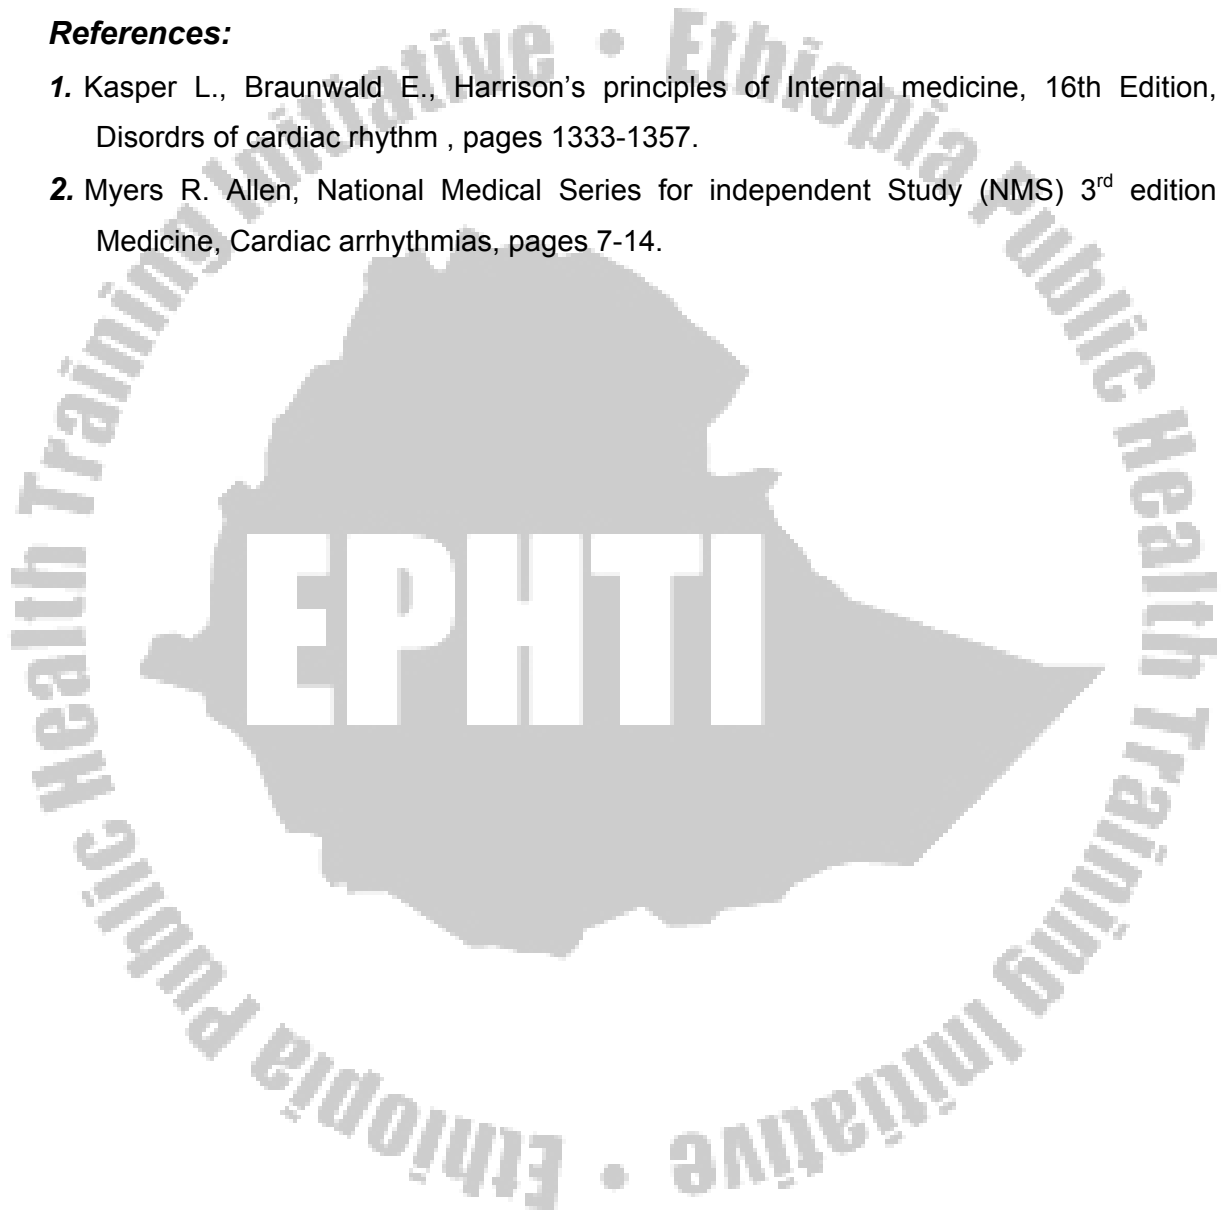 References:
1. Kasper L., Braunwald E., Harrison’s principles of Internal medicine, 16th Edition,
Disordrs of cardiac rhythm , pages 1333-1357.
2. Myers R. Allen, National Medical Series for independent Study (NMS) 3rd edition
Medicine, Cardiac arrhythmias, pages 7-14.
EPHTI
Ethiopia Public Health Training Initiative • Ethiopia Public Health Training Initiative •